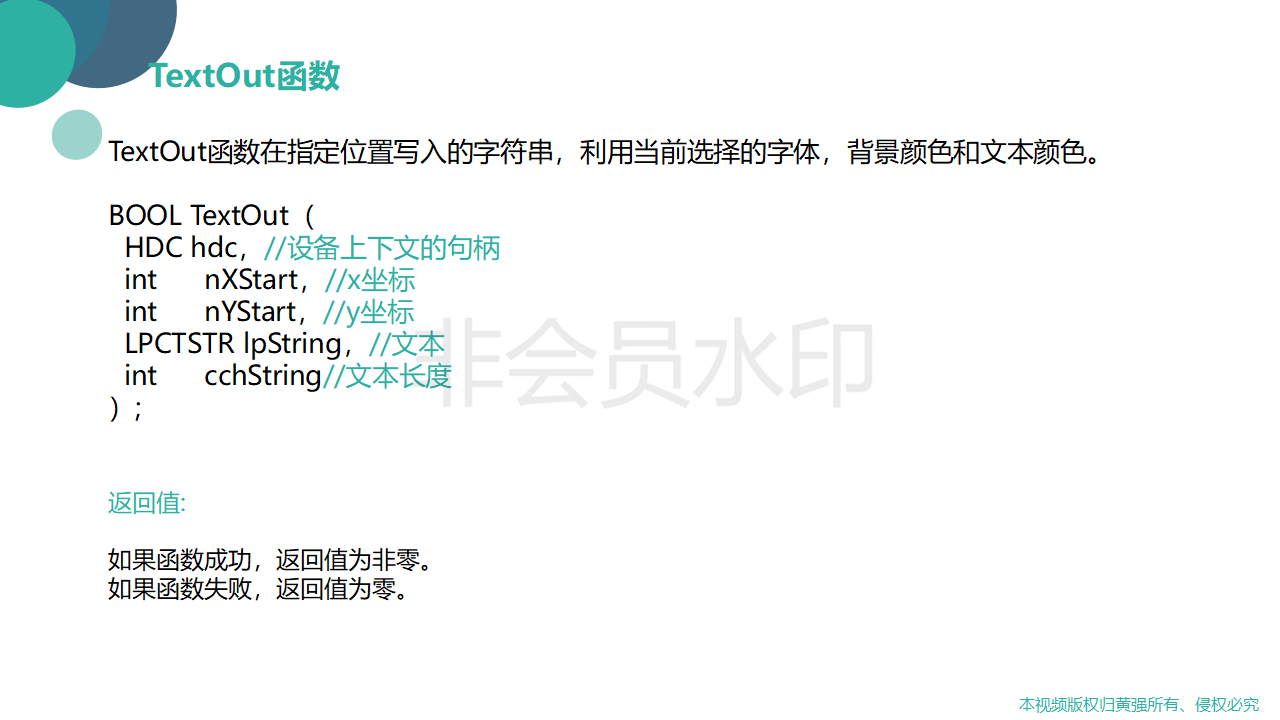 TextOut函数
TextOut函数在指定位置写入的字符串，利用当前选择的字体，背景颜色和文本颜色。
BOOL TextOut（
HDC hdc，//设备上下文的句柄
int nXStart，//x坐标
int nYStart，//y坐标
LPCTSTR lpString，//文本
int cchString//文本长度
）;
非会员水印
返回值:
如果函数成功，返回值为非零。
如果函数失败，返回值为零。
本视频版权归黄强所有、侵权必究